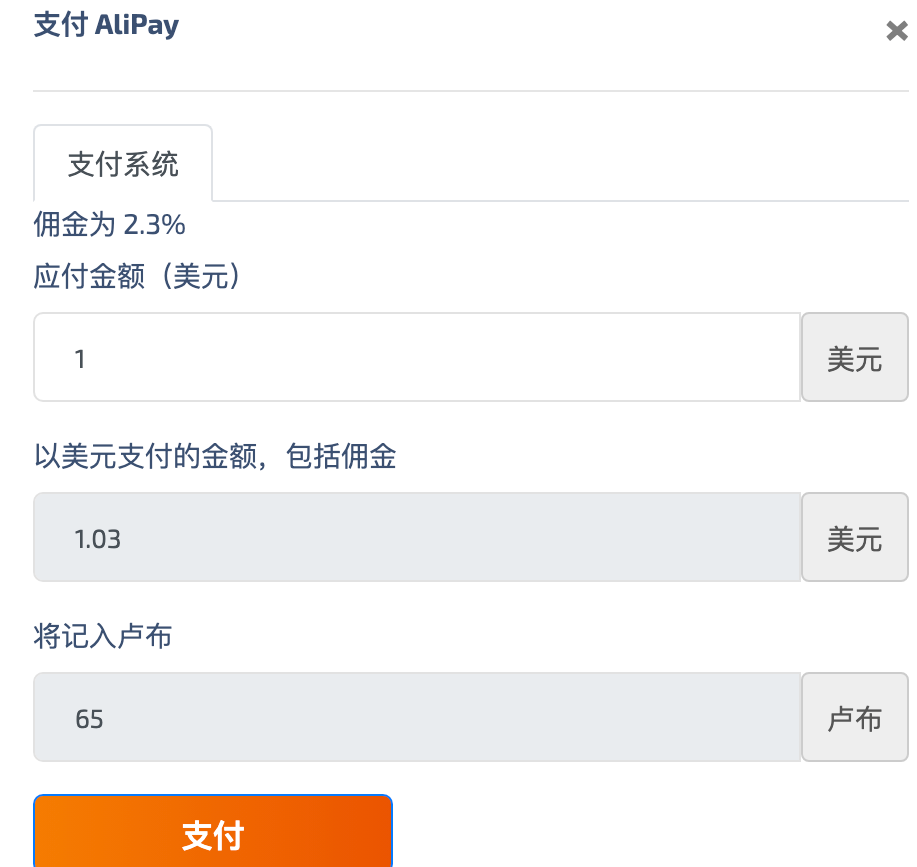 支付 AliPay
支付系统
佣金为 2.3%
应付金额（美元）
1
美元
以美元支付的金额，包括佣金
1.03
美元
将记入卢布
65
卢布
支付